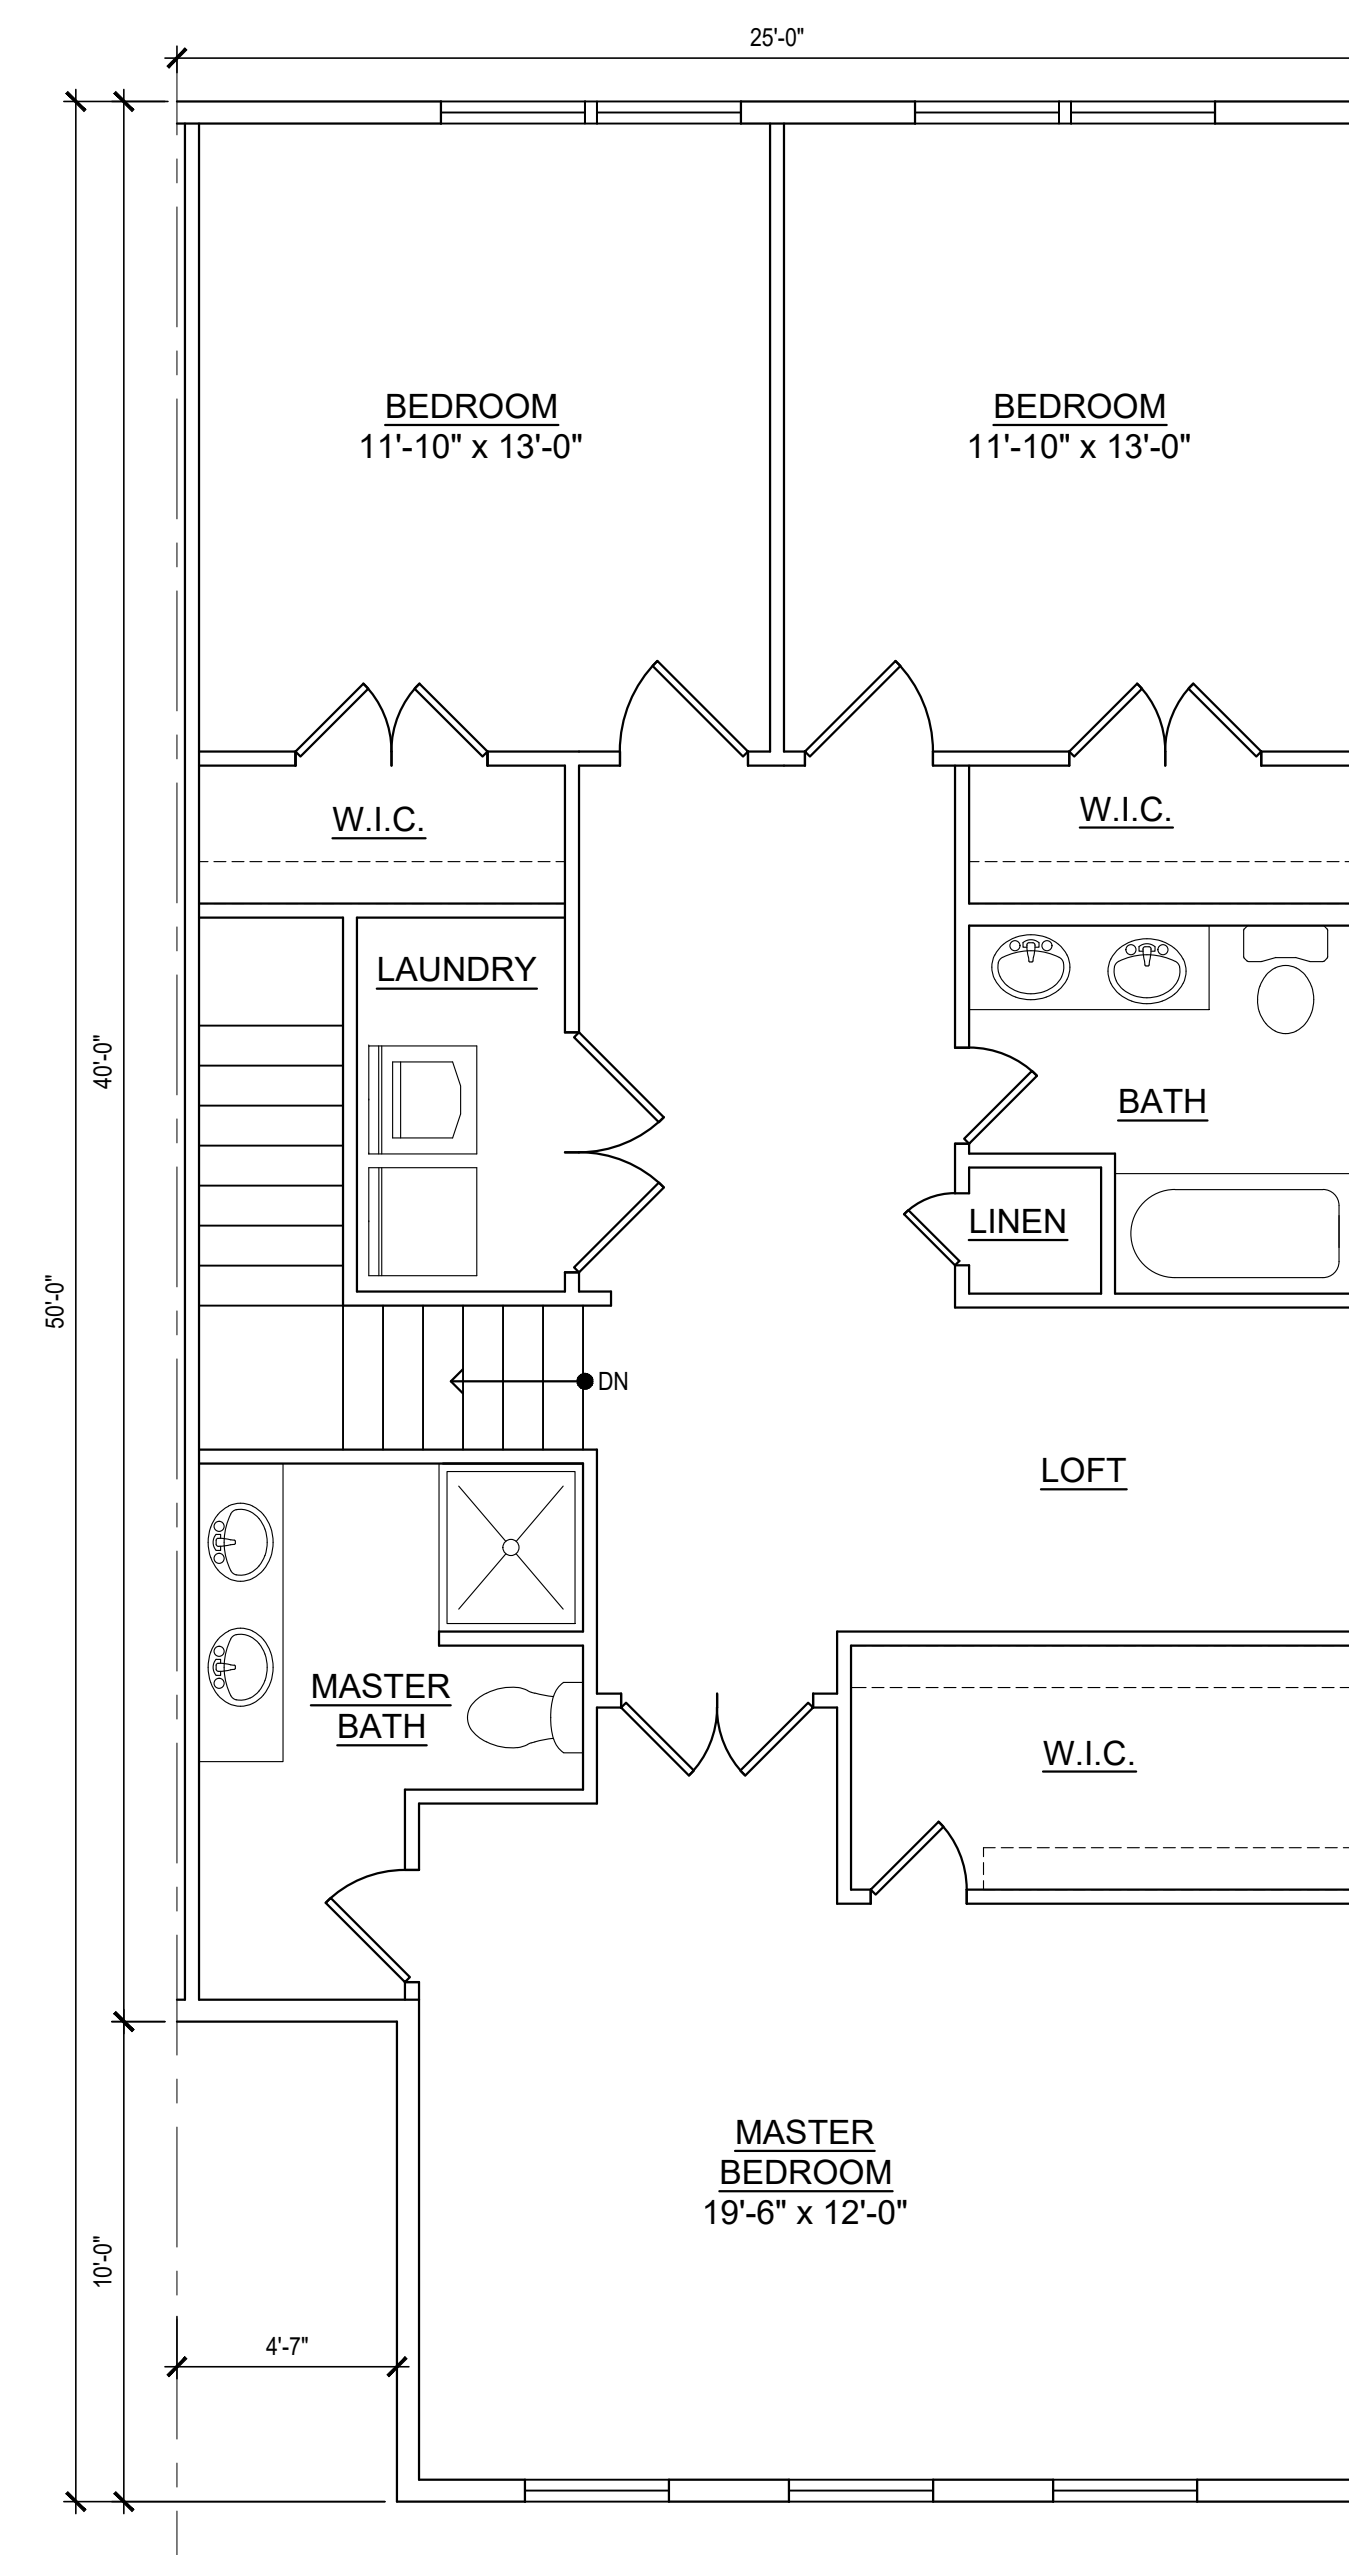 25'-0"
BEDROOM
11'-10" x 13'-0"
BEDROOM
11'-10" x 13'-0"
W.I.C.
W.I.C.
LAUNDRY
40'-0"
BATH
LINEN
50'-0"
DN
LOFT
MASTER
BATH
W.I.C.
MASTER
BEDROOM
19'-6" x 12'-0"
10'-0"
4'-7"